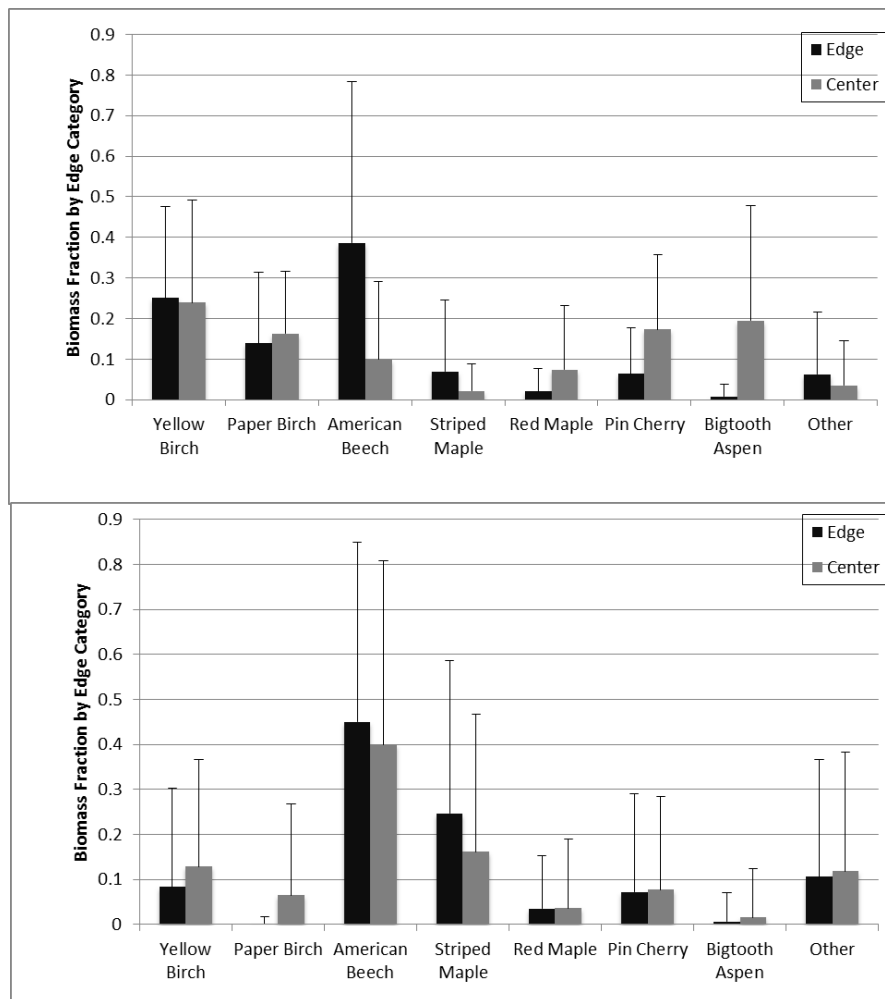 Biomass Fraction by Edge Category
0.9
0.8
0.7
0.6
0.5
0.4
0.3
0.2
0.1
0
Edge
Center
Yellow Birch
Paper Birch
American Beech
Striped Maple
Red Maple
Pin Cherry
Bigtooth Aspen
Other
Biomass Fraction by Edge Category
0.9
0.8
0.7
0.6
0.5
0.4
0.3
0.2
0.1
0
Edge
Center
Yellow Birch
Paper Birch
American Beech
Striped Maple
Red Maple
Pin Cherry
Bigtooth Aspen
Other